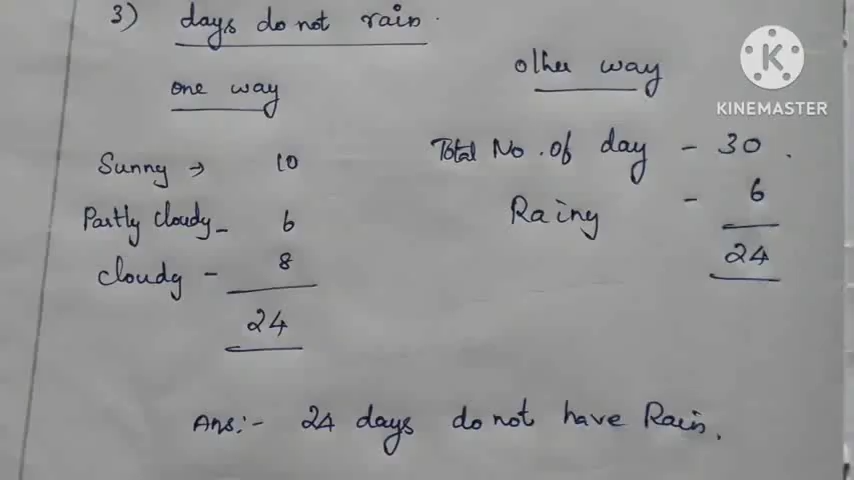 3) days do not rain.
one way
Sunny → 10
Partly cloudy - 6
cloudy - 8
24
other way
Total No. of day - 30.
Rainy - 6
24
Ans:- 24 days do not have Rain.
K
KINEMASTER